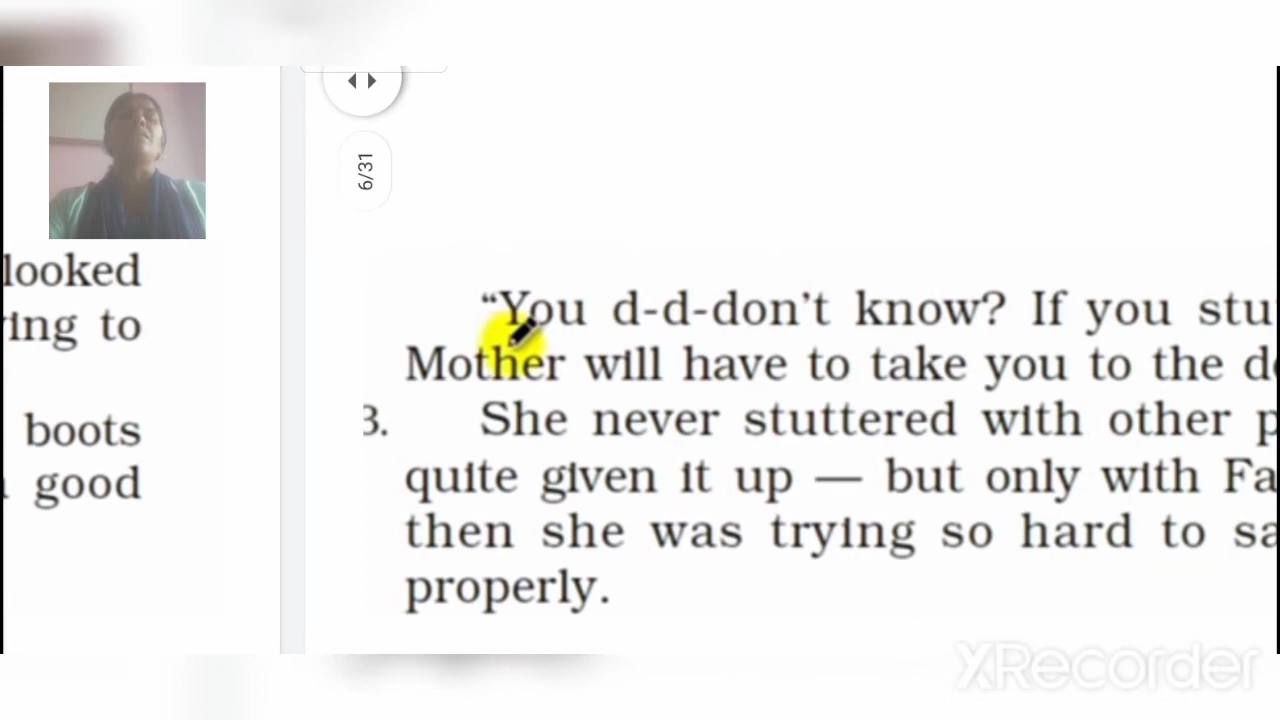 looked
ing to
boots
good
6/31
“You d-d-don’t know? If you stu
Mother will have to take you to the d
3. She never stuttered with other p
quite given it up — but only with Fa
then she was trying so hard to sa
properly.
XRecorder